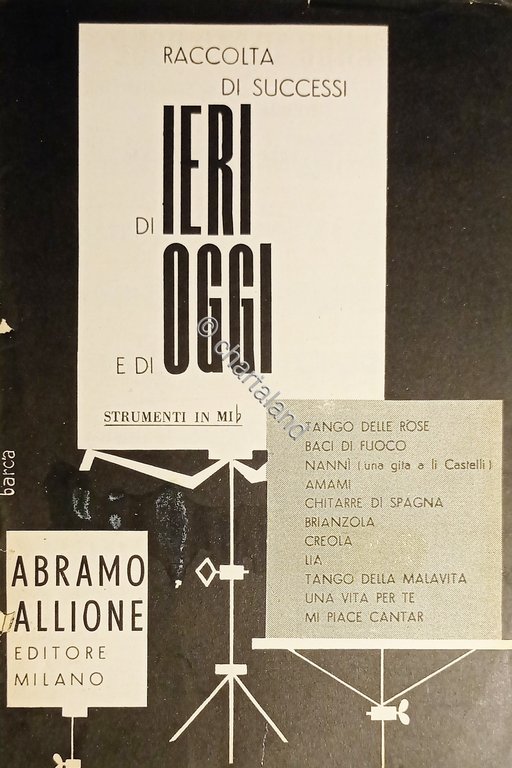 RACCOLTA
DI SUCCESSI
DI IERI
E DI OGGI
STRUMENTI IN MI♭
© chartaland
TANGO DELLE ROSE
BACI DI FUOCO
NANNÌ (una gita a li Castelli)
AMAMI
CHITARRE DI SPAGNA
BRIANZOLA
CREOLA
LIA
TANGO DELLA MALAVITA
UNA VITA PER TE
MI PIACE CANTAR
barca
ABRAMO
ALLIONE
EDITORE
MILANO